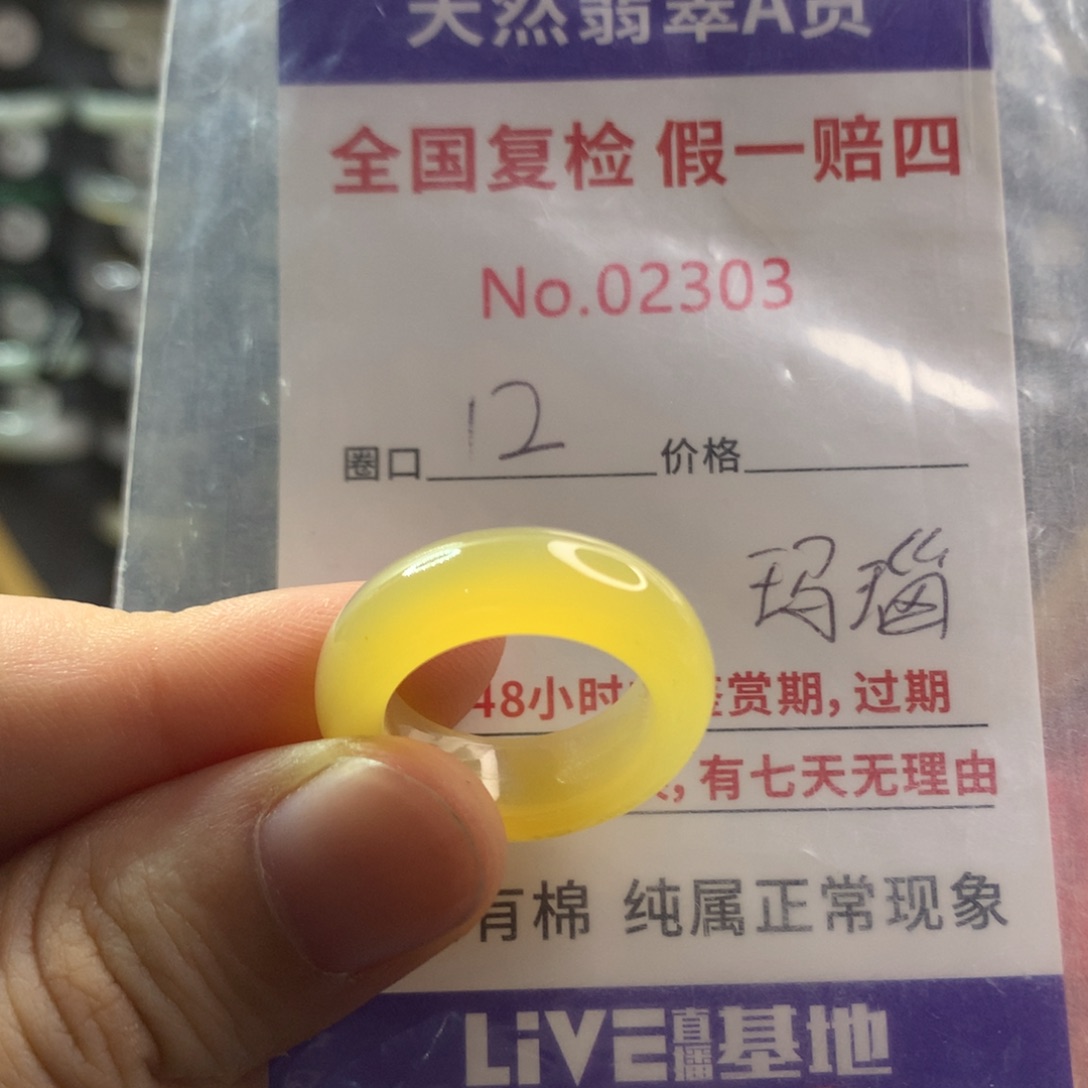 天然翡翠A货
全国复检 假一赔四
No.02303
圈口 12 价格
玛瑙
48小时 鉴赏期，过期
，有七天无理由
有棉 纯属正常现象
LiVE直播基地